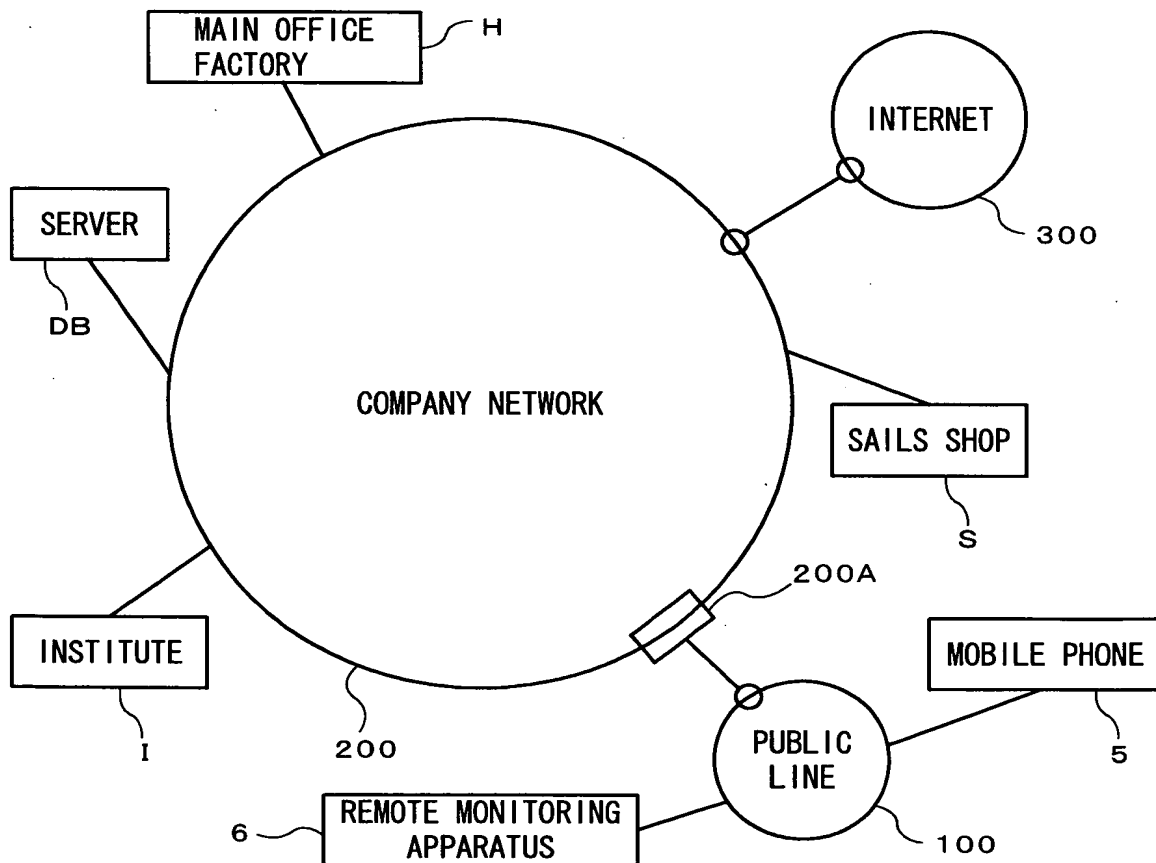 MAIN OFFICE
FACTORY
H
INTERNET
300
SERVER
DB
COMPANY NETWORK
SAILS SHOP
S
200A
INSTITUTE
I
200
MOBILE PHONE
5
PUBLIC
LINE
100
6
REMOTE MONITORING
APPARATUS